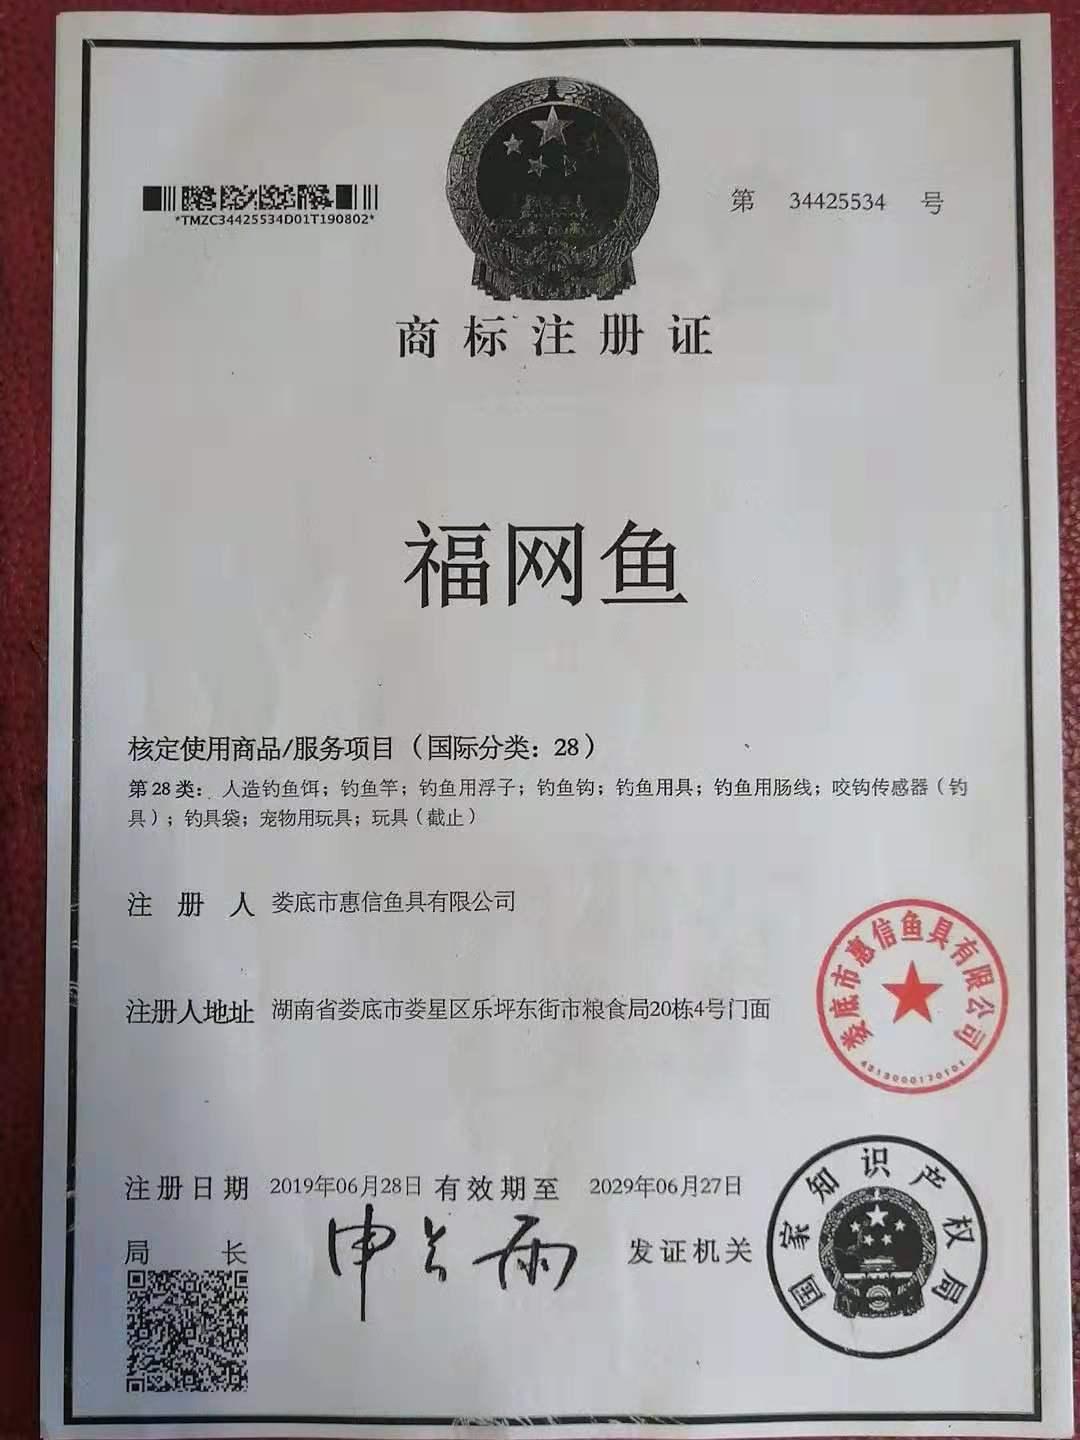 *TMZC34425534D01T190802*
第 34425534 号
商标注册证
福网鱼
核定使用商品/服务项目（国际分类：28）
第28类：人造钓鱼饵；钓鱼竿；钓鱼用浮子；钓鱼钩；钓鱼用具；钓鱼用肠线；咬钩传感器（钓
具）；钓具袋；宠物用玩具；玩具（截止）
注册人 娄底市惠信鱼具有限公司
娄底市惠信鱼具有限公司
4313000170101
注册人地址 湖南省娄底市娄星区乐坪东街市粮食局20栋4号门面
注册日期 2019年06月28日 有效期至 2029年06月27日
局长 申长雨 发证机关
国家知识产权局